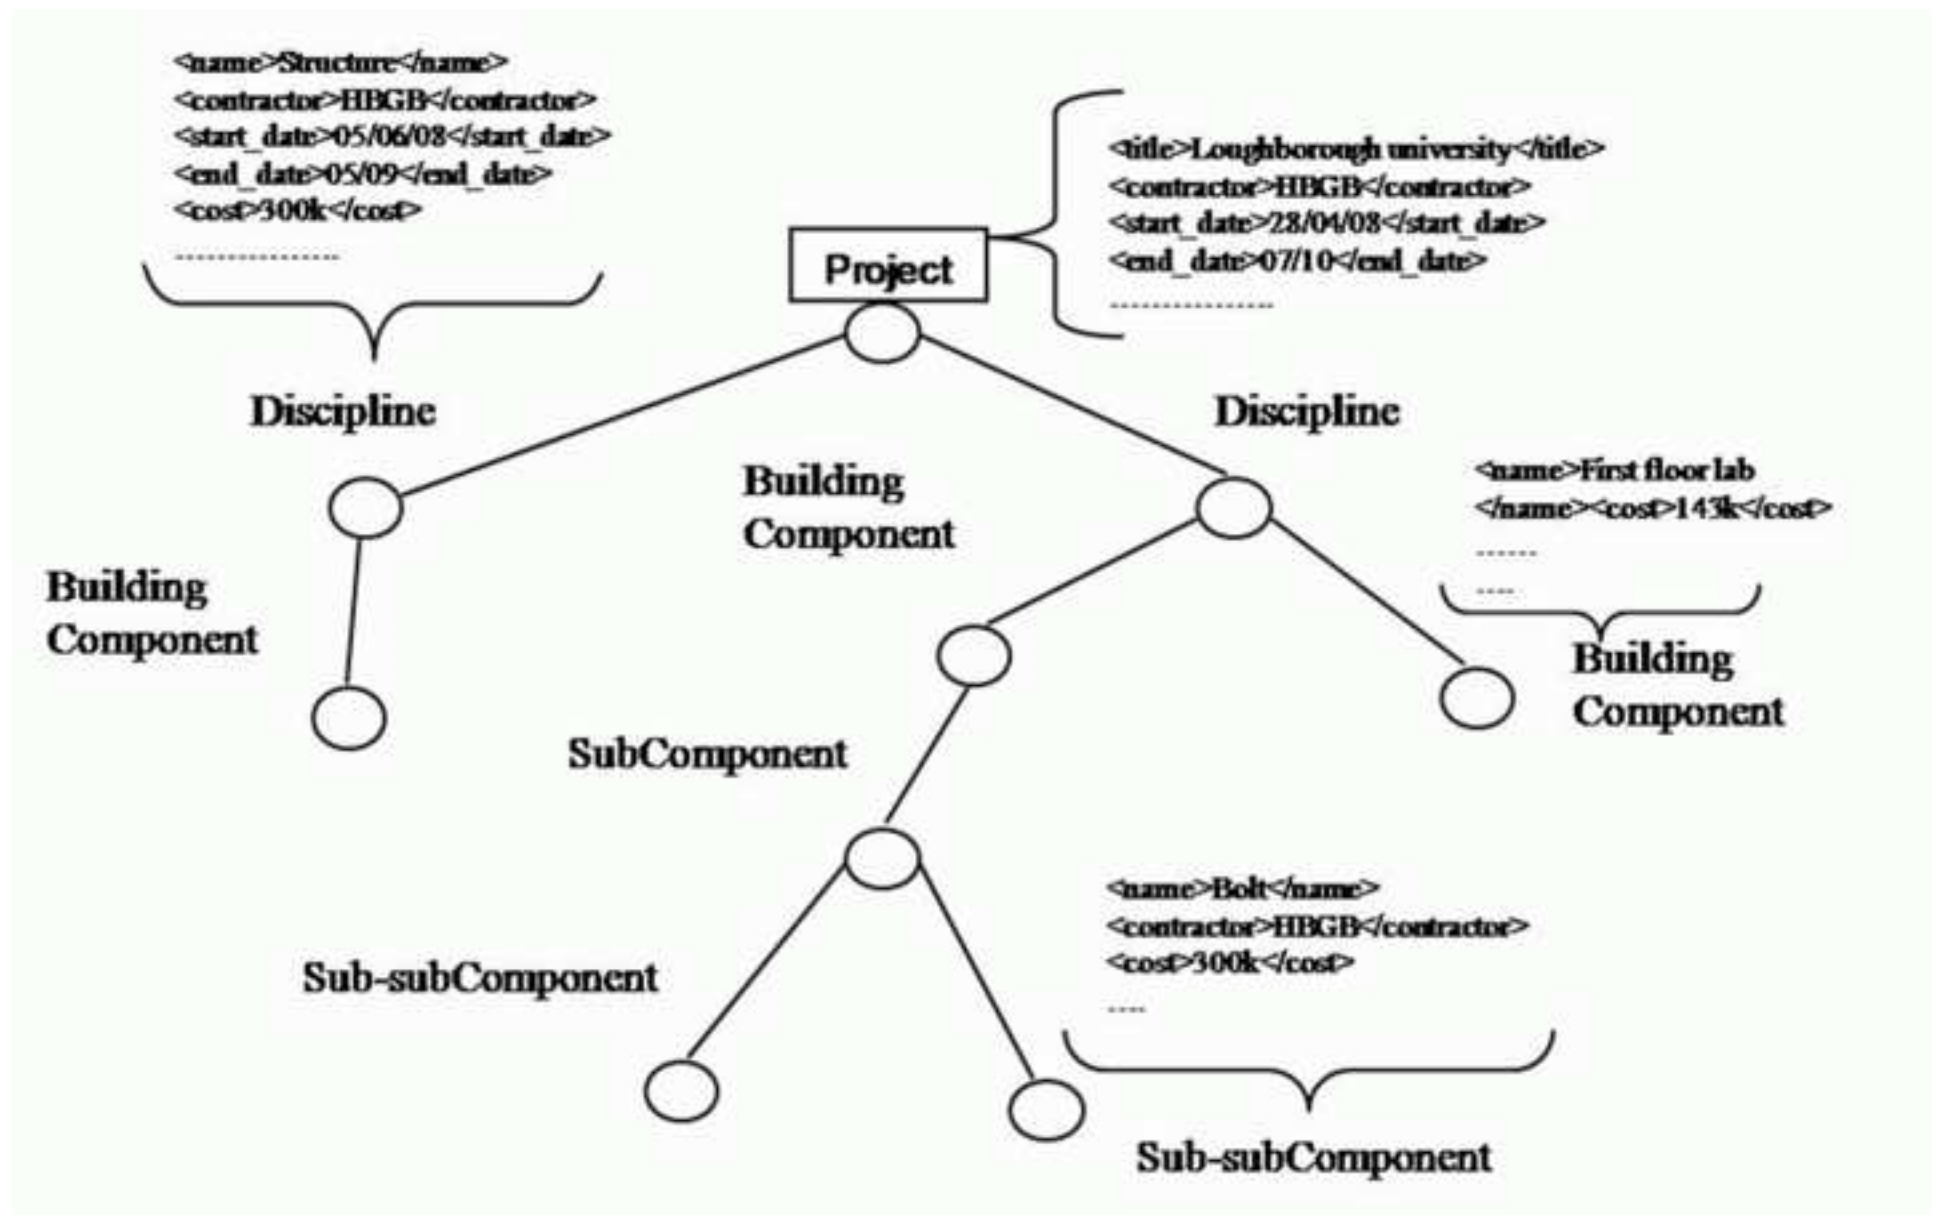 <name>Structure</name>
<contractor>HBGB</contractor>
<start_date>05/06/08</start_date>
<end_date>05/09</end_date>
<cost>300k</cost>
----------------
<title>Loughborough university</title>
<contractor>HBGB</contractor>
<start_date>28/04/08</start_date>
<end_date>07/10</end_date>
----------------
Project
Discipline
Discipline
Building
Component
<name>First floor lab
</name><cost>143k</cost>
------
----
Building
Component
Building
Component
SubComponent
<name>Bolt</name>
<contractor>HBGB</contractor>
<cost>300k</cost>
----
Sub-subComponent
Sub-subComponent